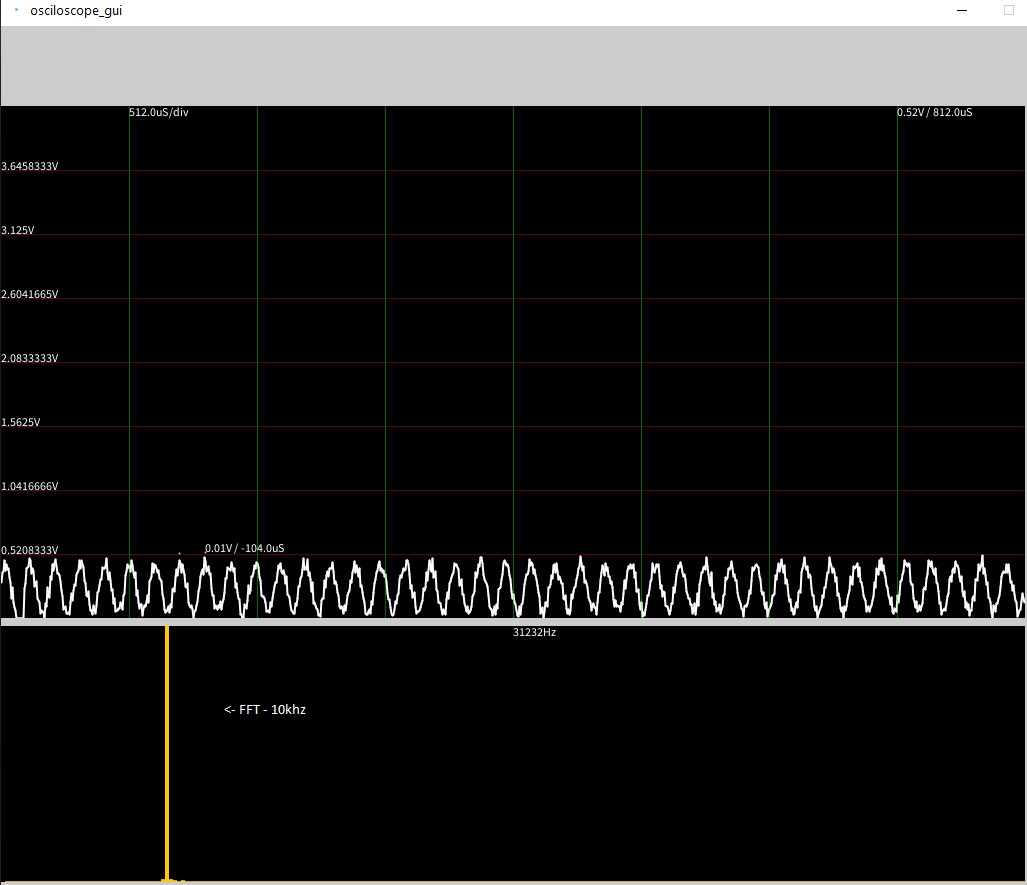 osciloscope_gui
512.0uS/div
0.52V / 812.0uS
3.6458333V
3.125V
2.6041665V
2.0833333V
1.5625V
1.0416666V
0.5208333V
0.01V / -104.0uS
31232Hz
<- FFT - 10khz